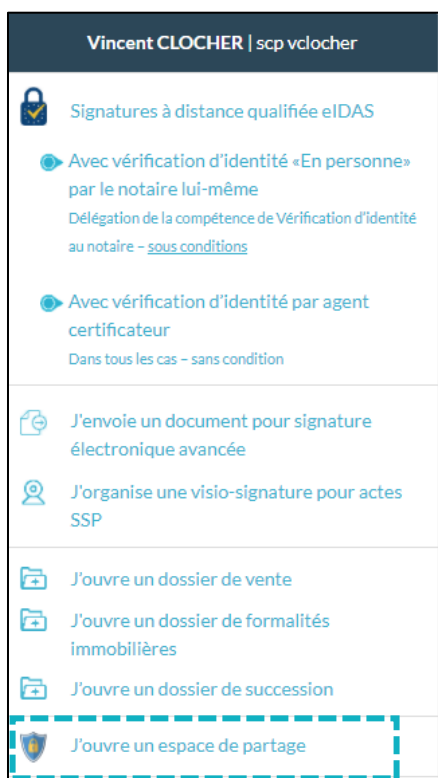 Vincent CLOCHER | scp vclocher
Signatures à distance qualifiée eIDAS
Avec vérification d'identité «En personne»
par le notaire lui-même
Délégation de la compétence de Vérification d'identité
au notaire – sous conditions
Avec vérification d'identité par agent
certificateur
Dans tous les cas – sans condition
J'envoie un document pour signature
électronique avancée
J'organise une visio-signature pour actes
SSP
J'ouvre un dossier de vente
J'ouvre un dossier de formalités
immobilières
J'ouvre un dossier de succession
J'ouvre un espace de partage